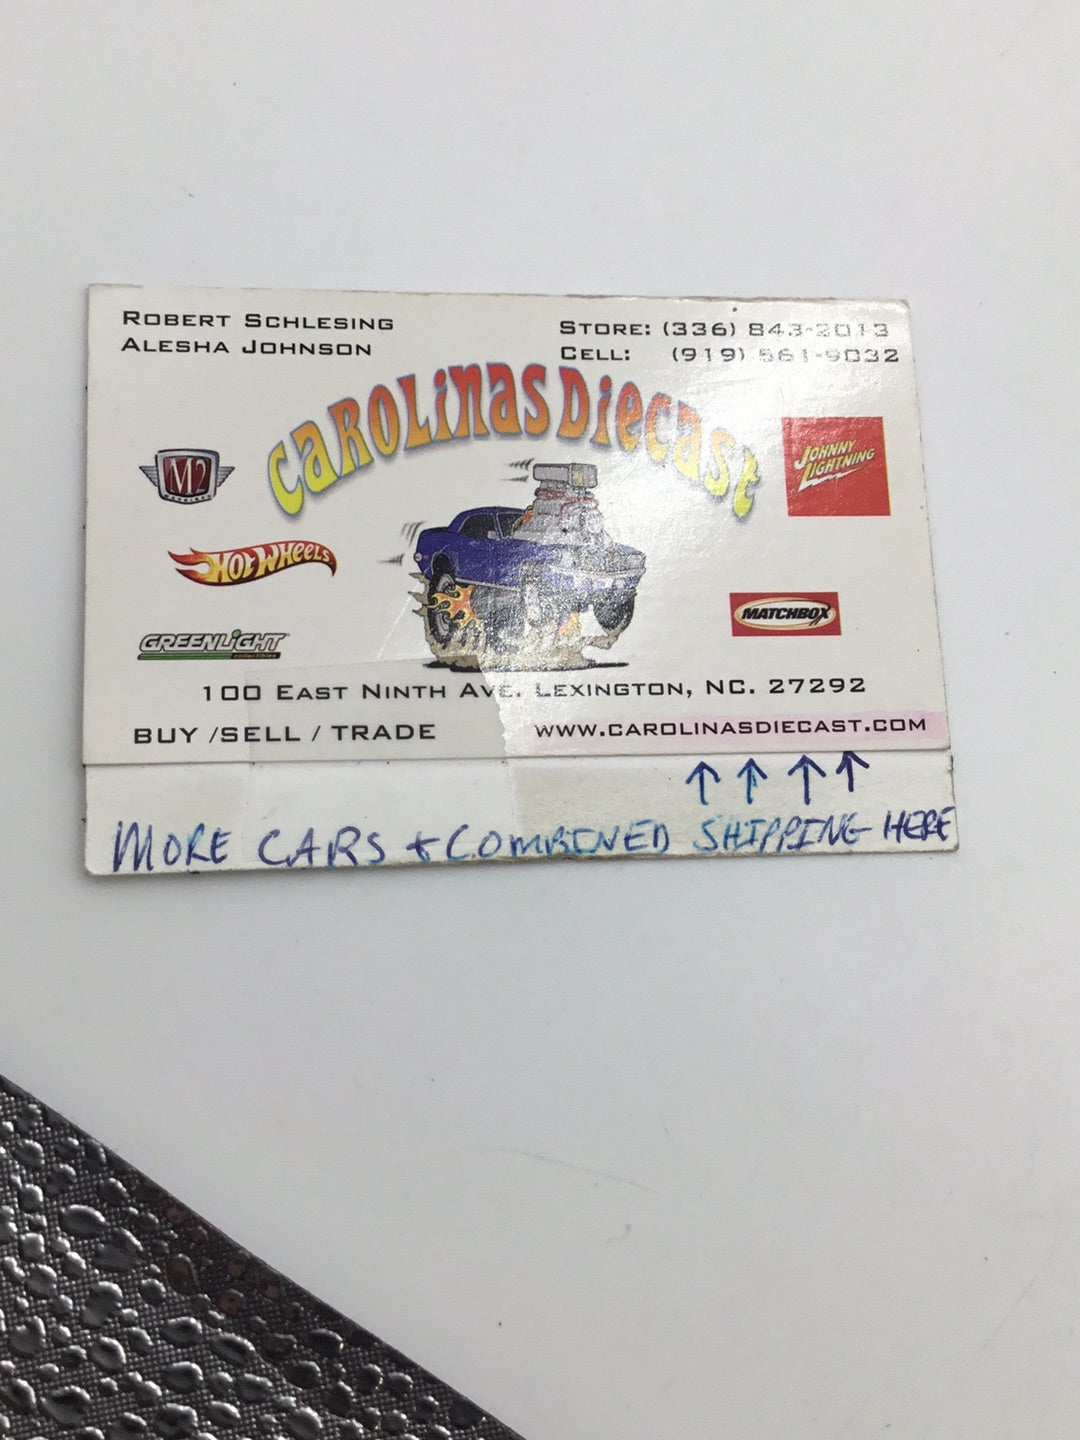 ROBERT SCHLESING
ALESHA JOHNSON
STORE: (336) 843-2013
CELL: (919) 561-9032
CAROLINAS DIECAST
M2
MACHINES
JOHNNY
LIGHTNING
HOT WHEELS
MATCHBOX
GREENLIGHT
collectibles
100 EAST NINTH AVE. LEXINGTON, NC. 27292
BUY /SELL / TRADE
WWW.CAROLINASDIECAST.COM
↑ ↑ ↑ ↑
MORE CARS + COMBINED SHIPPING HERE